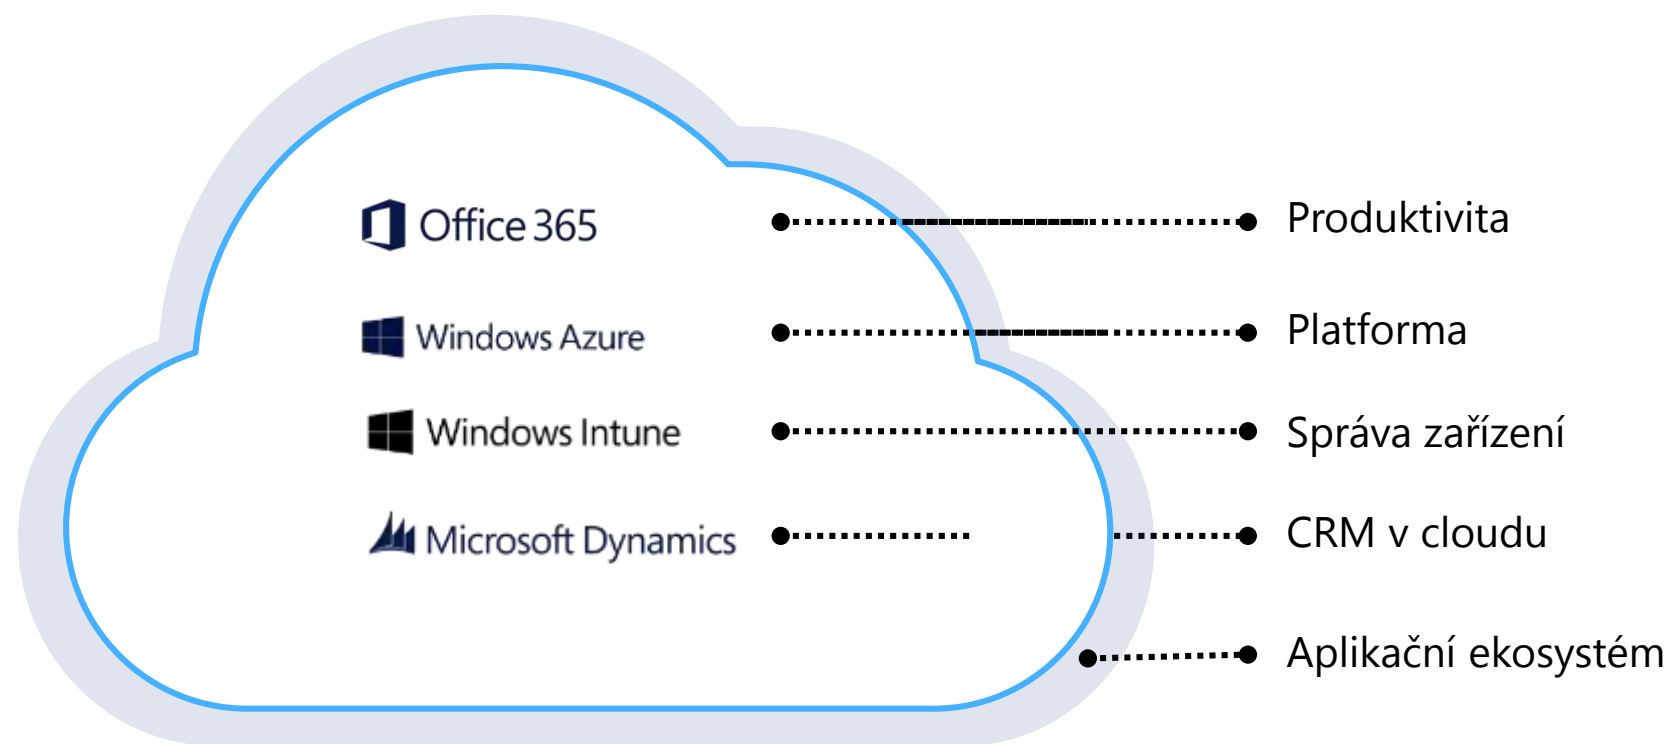 Office 365
Produktivita
Windows Azure
Platforma
Windows Intune
Správa zařízení
Microsoft Dynamics
CRM v cloudu
Aplikační ekosystém